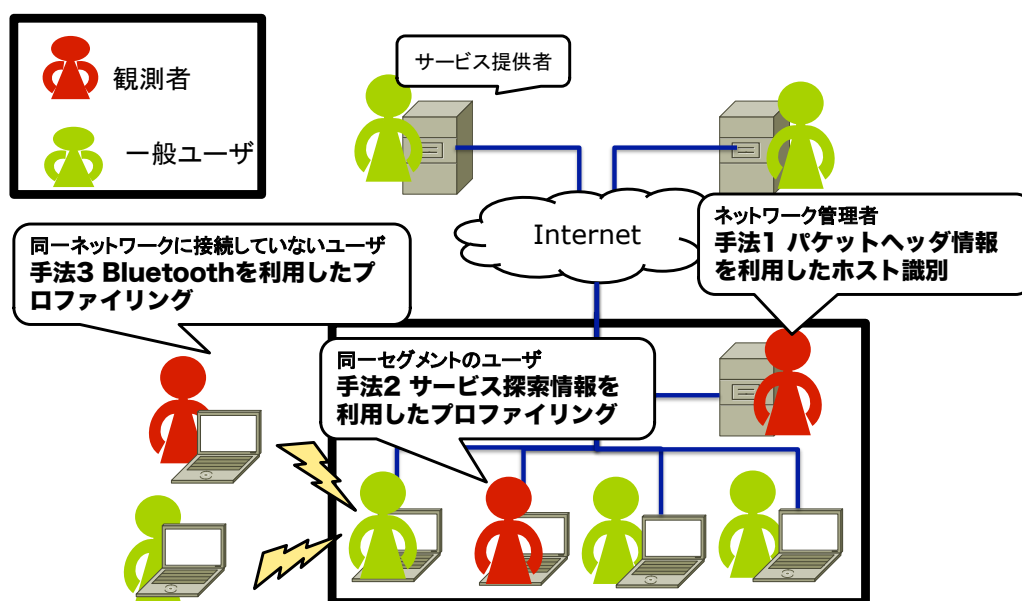 観測者
一般ユーザ
サービス提供者
Internet
ネットワーク管理者
手法1 パケットヘッダ情報
を利用したホスト識別
同一ネットワークに接続していないユーザ
手法3 Bluetoothを利用したプ
ロファイリング
同一セグメントのユーザ
手法2 サービス探索情報を
利用したプロファイリング